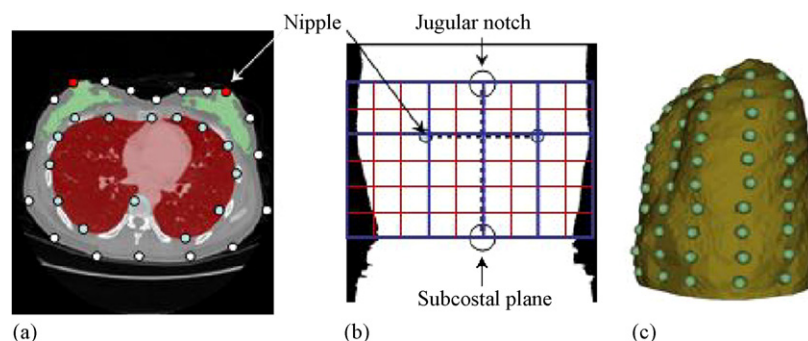 Nipple
Jugular notch
Subcostal plane
(a)
(b)
(c)